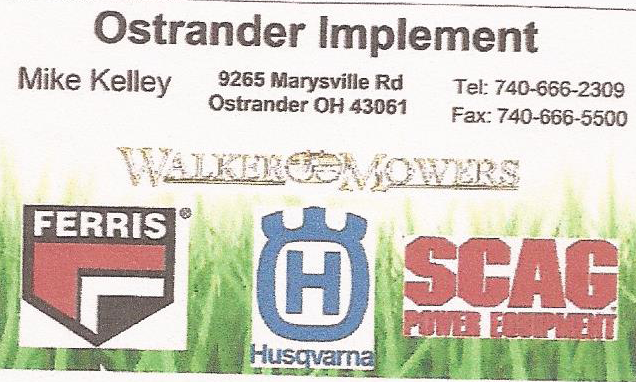 Ostrander Implement
Mike Kelley
9265 Marysville Rd
Ostrander OH 43061
Tel: 740-666-2309
Fax: 740-666-5500
WALKER MOWERS
FERRIS®
H
Husqvarna
SCAG
POWER EQUIPMENT